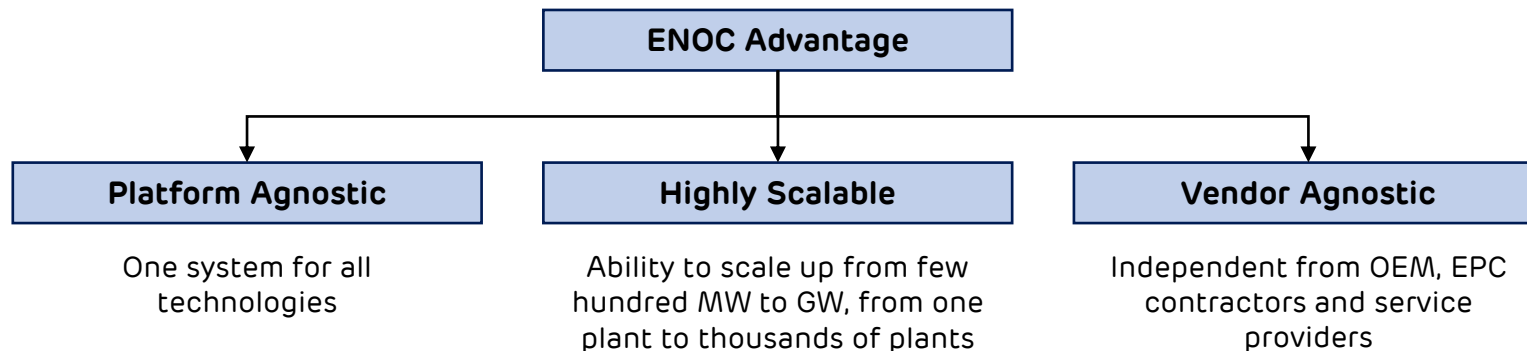 ENOC Advantage
Platform Agnostic
One system for all
technologies
Highly Scalable
Ability to scale up from few
hundred MW to GW, from one
plant to thousands of plants
Vendor Agnostic
Independent from OEM, EPC
contractors and service
providers